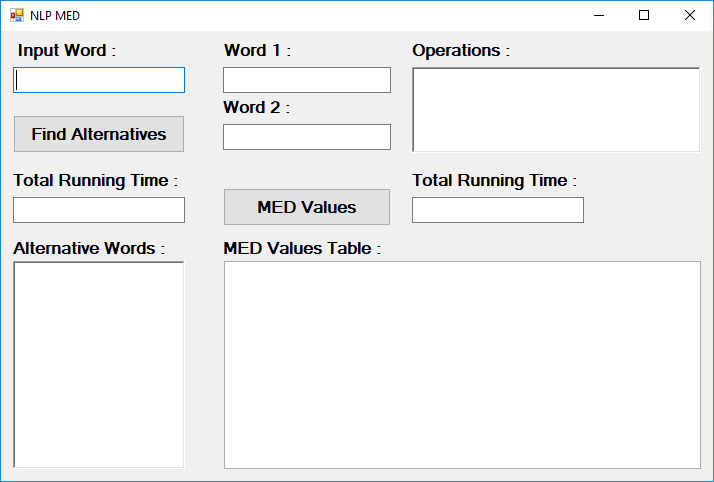 NLP MED
Input Word :
Word 1 :
Operations :
Word 2 :
Find Alternatives
Total Running Time :
MED Values
Total Running Time :
Alternative Words :
MED Values Table :